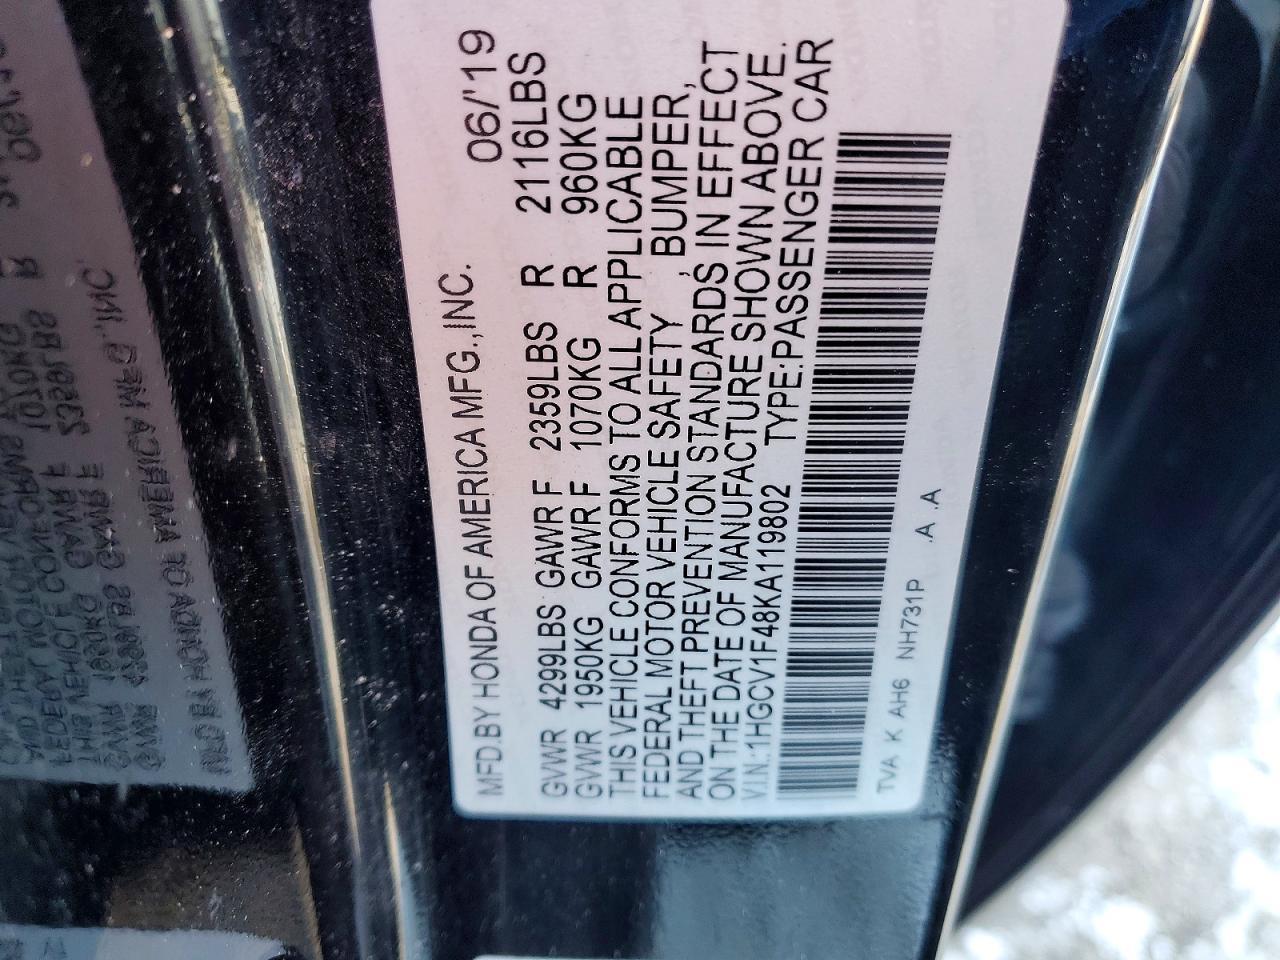 MFD BY HONDA OF AMERICA MFG.,INC. 06/'19
GVWR 4299LBS GAWR F 2359LBS R 2116LBS
GVWR 1950KG GAWR F 1070KG R 960KG
THIS VEHICLE CONFORMS TO ALL APPLICABLE
FEDERAL MOTOR VEHICLE SAFETY, BUMPER,
AND THEFT PREVENTION STANDARDS IN EFFECT
ON THE DATE OF MANUFACTURE SHOWN ABOVE.
V.I.N.:1HGCV1F48KA119802 TYPE:PASSENGER CAR
TVA K AH6 NH731P .A .A